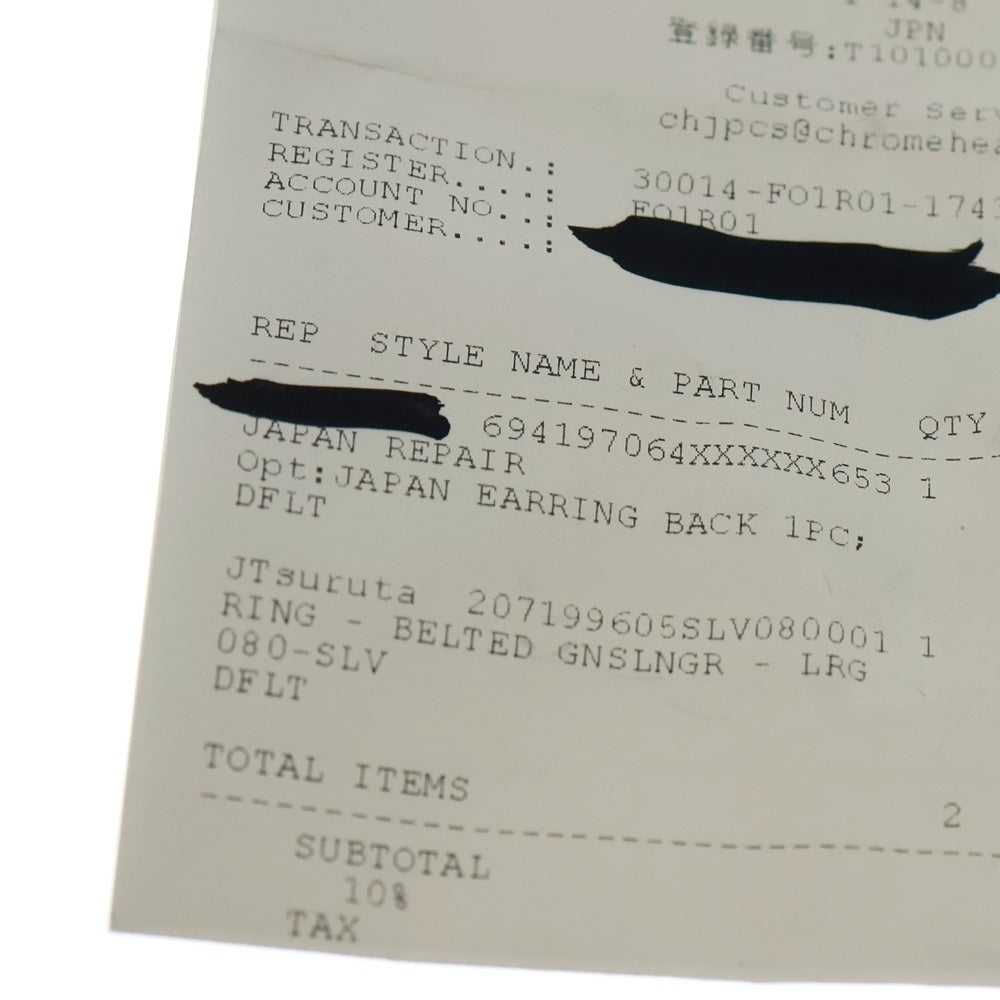 JPN
登録番号:T101000
Customer Serv
chjpcs@chromehea
TRANSACTION.: 30014-F01R01-1741
REGISTER....: F01R01
ACCOUNT NO..:
CUSTOMER....:
REP STYLE NAME & PART NUM QTY
694197064XXXXXX653 1
JAPAN REPAIR
Opt:JAPAN EARRING BACK 1PC;
DFLT
JTsuruta 207199605SLV080001 1
RING - BELTED GNSLNGR - LRG
080-SLV
DFLT
TOTAL ITEMS 2
SUBTOTAL
10%
TAX